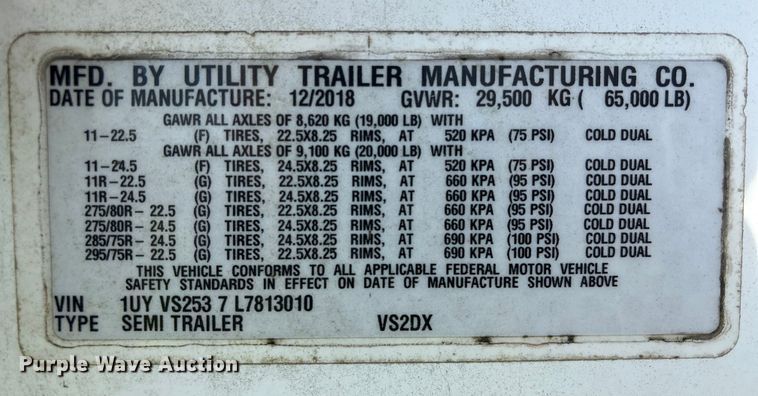 MFD. BY UTILITY TRAILER MANUFACTURING CO.
DATE OF MANUFACTURE: 12/2018 GVWR: 29,500 KG ( 65,000 LB)
GAWR ALL AXLES OF 8,620 KG (19,000 LB) WITH
11-22.5 (F) TIRES, 22.5X8.25 RIMS, AT 520 KPA (75 PSI) COLD DUAL
GAWR ALL AXLES OF 9,100 KG (20,000 LB) WITH
11-24.5 (F) TIRES, 24.5X8.25 RIMS, AT 520 KPA (75 PSI) COLD DUAL
11R-22.5 (G) TIRES, 22.5X8.25 RIMS, AT 660 KPA (95 PSI) COLD DUAL
11R-24.5 (G) TIRES, 24.5X8.25 RIMS, AT 660 KPA (95 PSI) COLD DUAL
275/80R-22.5 (G) TIRES, 22.5X8.25 RIMS, AT 660 KPA (95 PSI) COLD DUAL
275/80R-24.5 (G) TIRES, 24.5X8.25 RIMS, AT 660 KPA (95 PSI) COLD DUAL
285/75R-24.5 (G) TIRES, 24.5X8.25 RIMS, AT 690 KPA (100 PSI) COLD DUAL
295/75R-22.5 (G) TIRES, 22.5X8.25 RIMS, AT 690 KPA (100 PSI) COLD DUAL
THIS VEHICLE CONFORMS TO ALL APPLICABLE FEDERAL MOTOR VEHICLE
SAFETY STANDARDS IN EFFECT ON DATE OF MANUFACTURE SHOWN ABOVE
VIN 1UY VS253 7 L7813010
TYPE SEMI TRAILER VS2DX
Purple Wave Auction